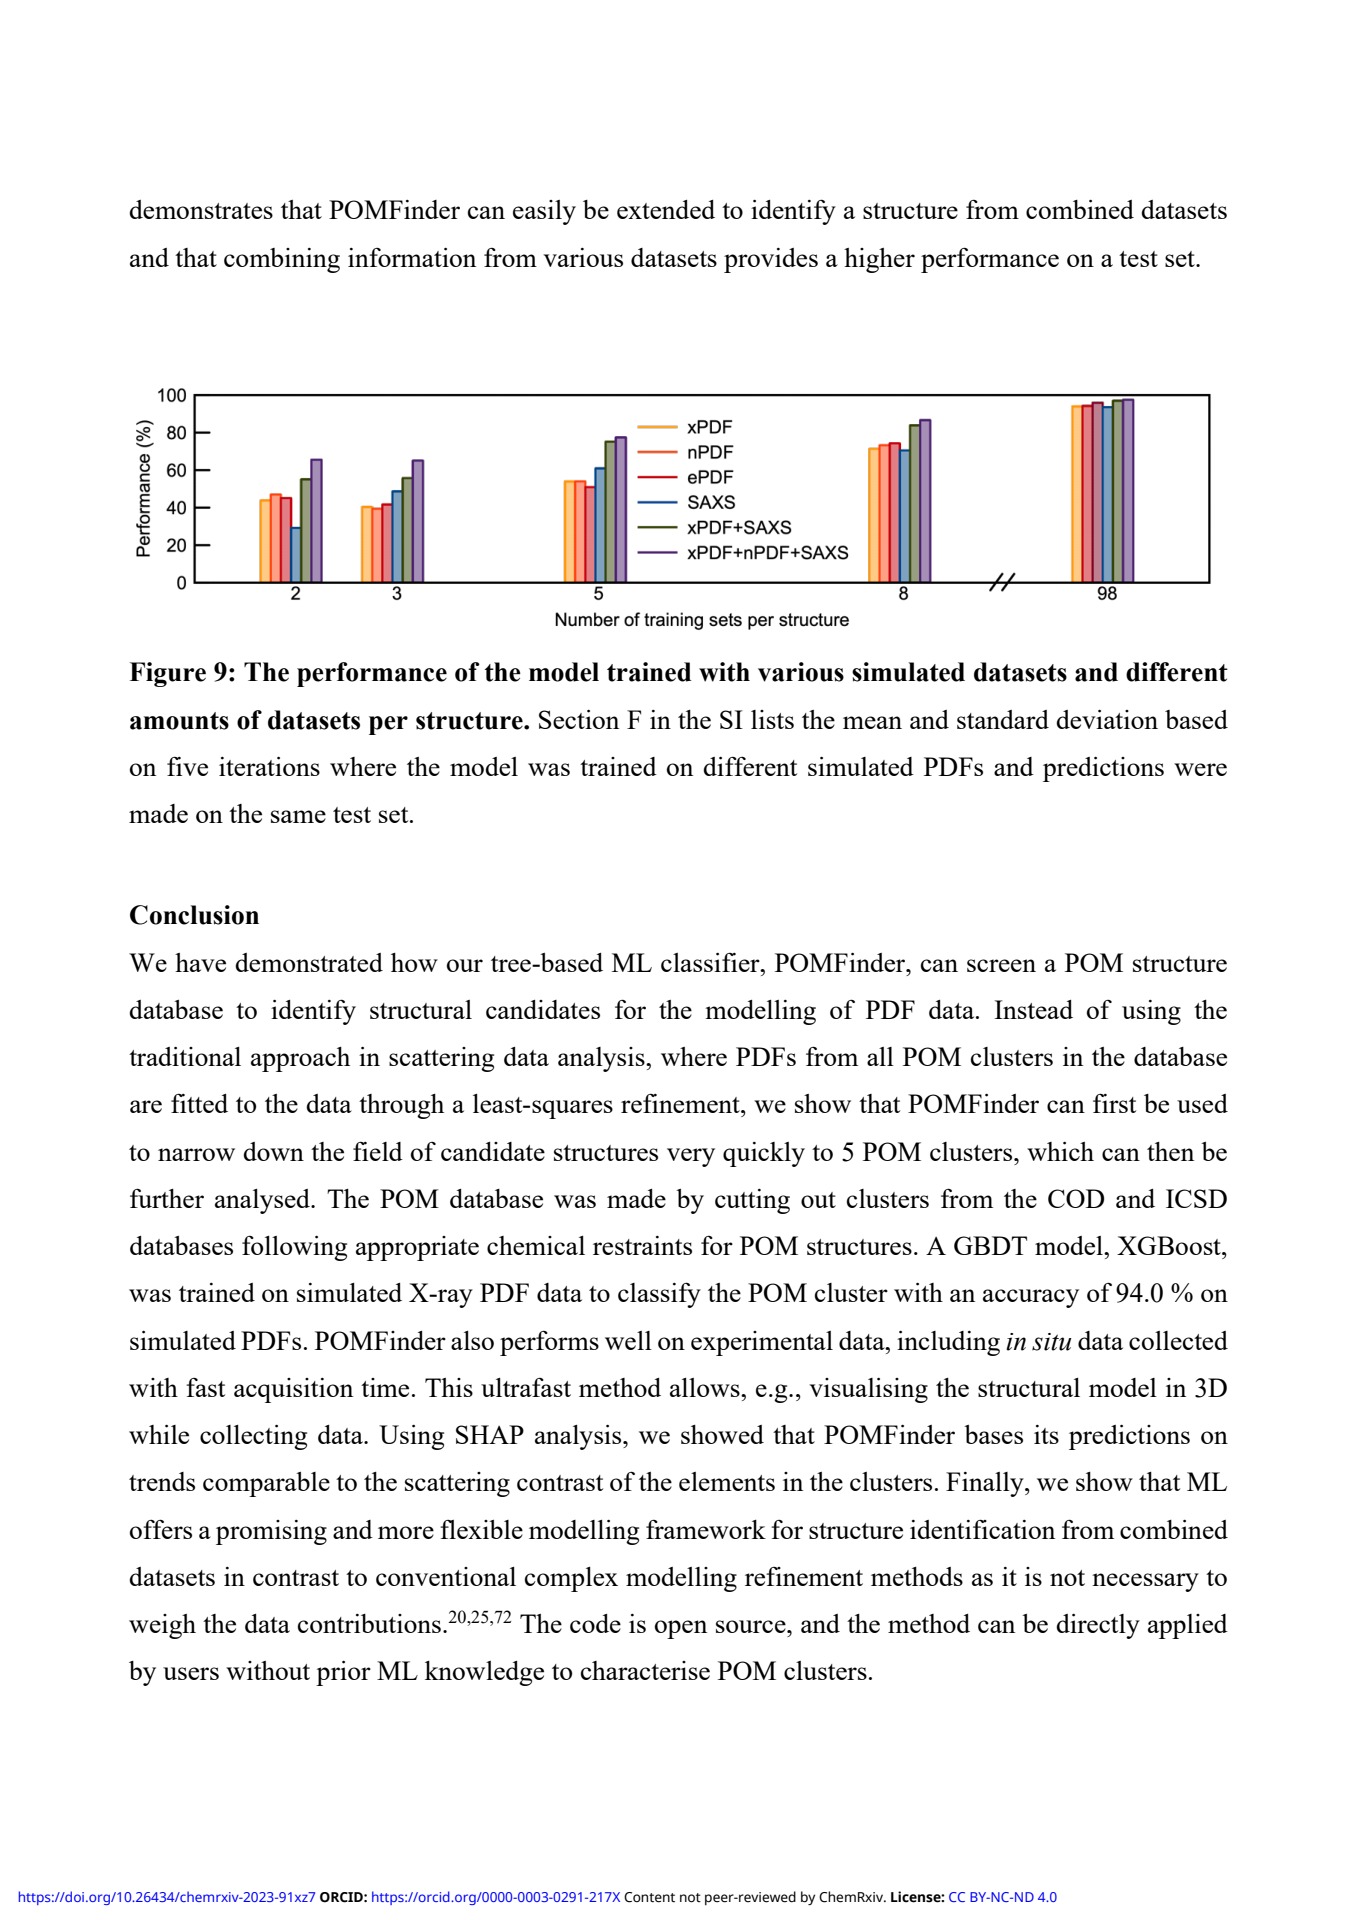 demonstrates that POMFinder can easily be extended to identify a structure from combined datasets
and that combining information from various datasets provides a higher performance on a test set.
100
80
60
40
20
0
Performance (%)
xPDF
nPDF
ePDF
SAXS
xPDF+SAXS
xPDF+nPDF+SAXS
2 3 5 8 98
Number of training sets per structure
Figure 9: The performance of the model trained with various simulated datasets and different
amounts of datasets per structure. Section F in the SI lists the mean and standard deviation based
on five iterations where the model was trained on different simulated PDFs and predictions were
made on the same test set.
Conclusion
We have demonstrated how our tree-based ML classifier, POMFinder, can screen a POM structure
database to identify structural candidates for the modelling of PDF data. Instead of using the
traditional approach in scattering data analysis, where PDFs from all POM clusters in the database
are fitted to the data through a least-squares refinement, we show that POMFinder can first be used
to narrow down the field of candidate structures very quickly to 5 POM clusters, which can then be
further analysed. The POM database was made by cutting out clusters from the COD and ICSD
databases following appropriate chemical restraints for POM structures. A GBDT model, XGBoost,
was trained on simulated X-ray PDF data to classify the POM cluster with an accuracy of 94.0 % on
simulated PDFs. POMFinder also performs well on experimental data, including in situ data collected
with fast acquisition time. This ultrafast method allows, e.g., visualising the structural model in 3D
while collecting data. Using SHAP analysis, we showed that POMFinder bases its predictions on
trends comparable to the scattering contrast of the elements in the clusters. Finally, we show that ML
offers a promising and more flexible modelling framework for structure identification from combined
datasets in contrast to conventional complex modelling refinement methods as it is not necessary to
weigh the data contributions.20,25,72 The code is open source, and the method can be directly applied
by users without prior ML knowledge to characterise POM clusters.
https://doi.org/10.26434/chemrxiv-2023-91xz7 ORCID: https://orcid.org/0000-0003-0291-217X Content not peer-reviewed by ChemRxiv. License: CC BY-NC-ND 4.0